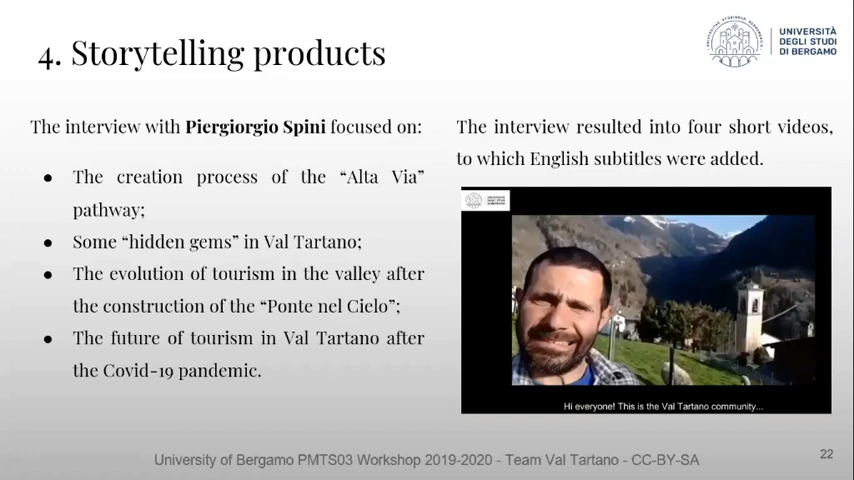 4. Storytelling products
UNIVERSITÀ
DEGLI STUDI
DI BERGAMO
The interview with Piergiorgio Spini focused on:
● The creation process of the “Alta Via”
pathway;
● Some “hidden gems” in Val Tartano;
● The evolution of tourism in the valley after
the construction of the “Ponte nel Cielo”;
● The future of tourism in Val Tartano after
the Covid-19 pandemic.
The interview resulted into four short videos,
to which English subtitles were added.
Hi everyone! This is the Val Tartano community...
University of Bergamo PMTS03 Workshop 2019-2020 - Team Val Tartano - CC-BY-SA
22